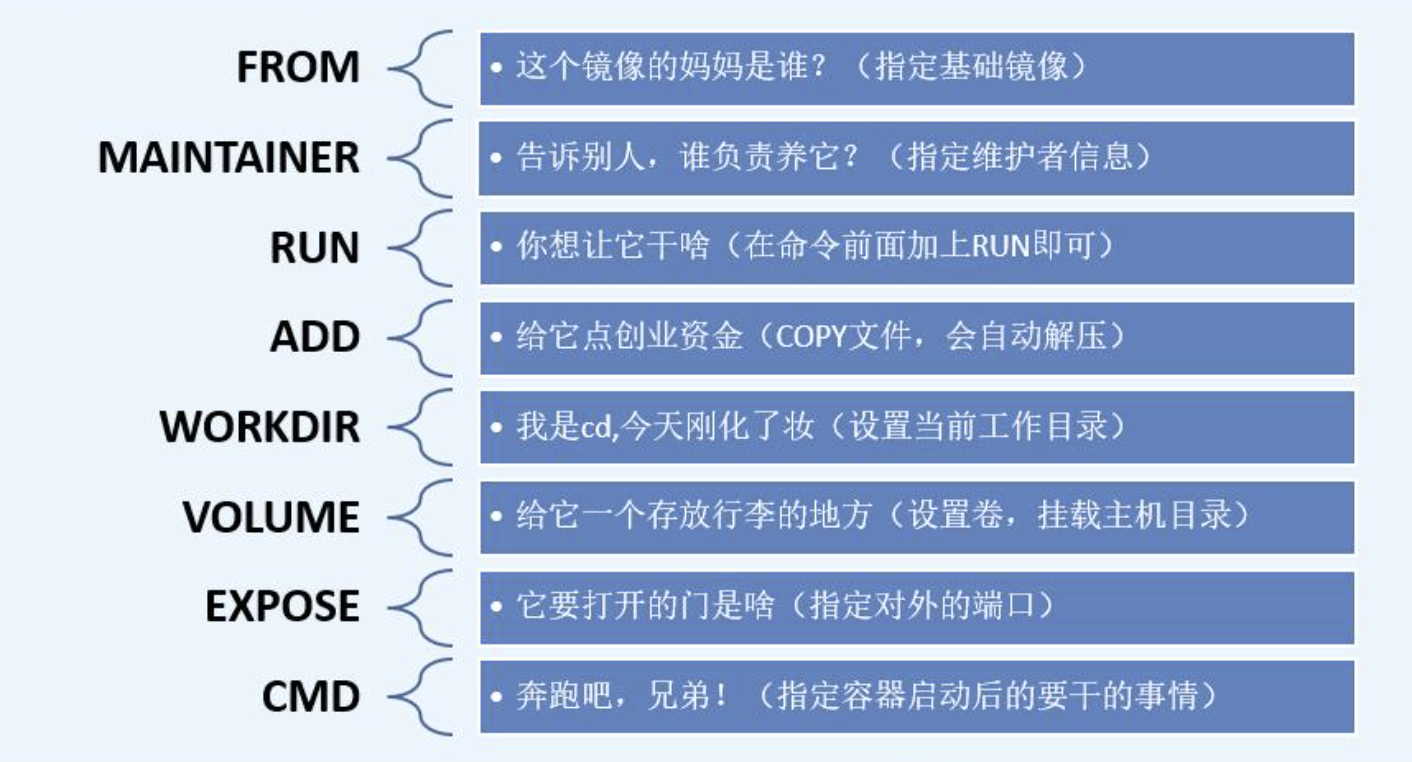 FROM
• 这个镜像的妈妈是谁？（指定基础镜像）
MAINTAINER
• 告诉别人，谁负责养它？（指定维护者信息）
RUN
• 你想让它干啥（在命令前面加上RUN即可）
ADD
• 给它点创业资金（COPY文件，会自动解压）
WORKDIR
• 我是cd,今天刚化了妆（设置当前工作目录）
VOLUME
• 给它一个存放行李的地方（设置卷，挂载主机目录）
EXPOSE
• 它要打开的门是啥（指定对外的端口）
CMD
• 奔跑吧，兄弟！（指定容器启动后的要干的事情）